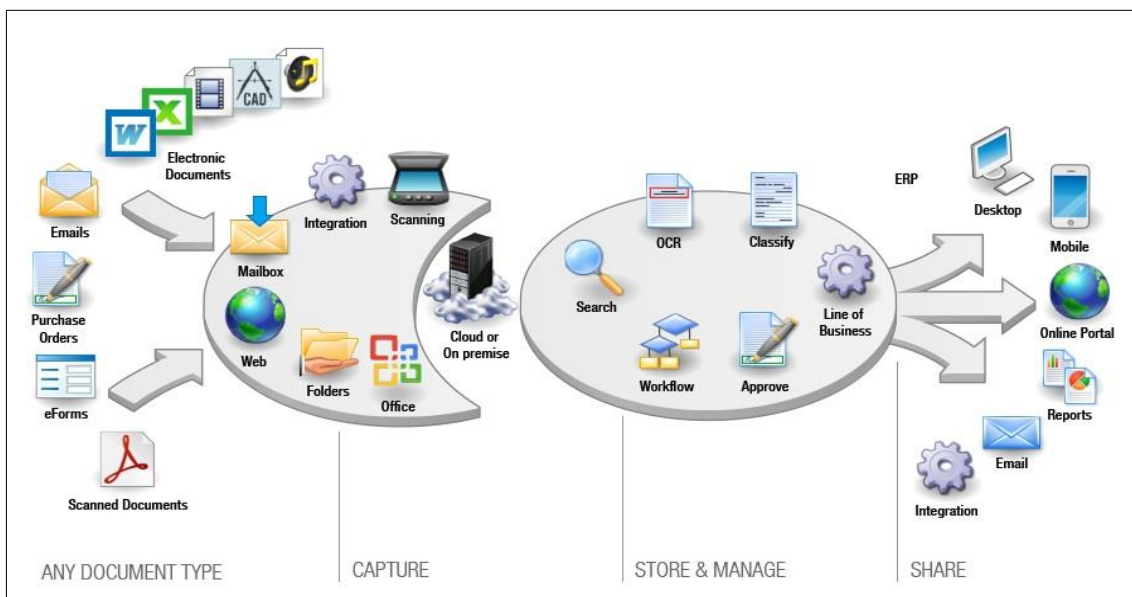 CAD
W
X
Electronic
Documents
Emails
Purchase
Orders
eForms
Scanned Documents
Integration
Scanning
Mailbox
Web
Folders
Office
Cloud or
On premise
OCR
Classify
Search
Line of
Business
Workflow
Approve
ERP
Desktop
Mobile
Online Portal
Reports
Email
Integration
ANY DOCUMENT TYPE
CAPTURE
STORE & MANAGE
SHARE